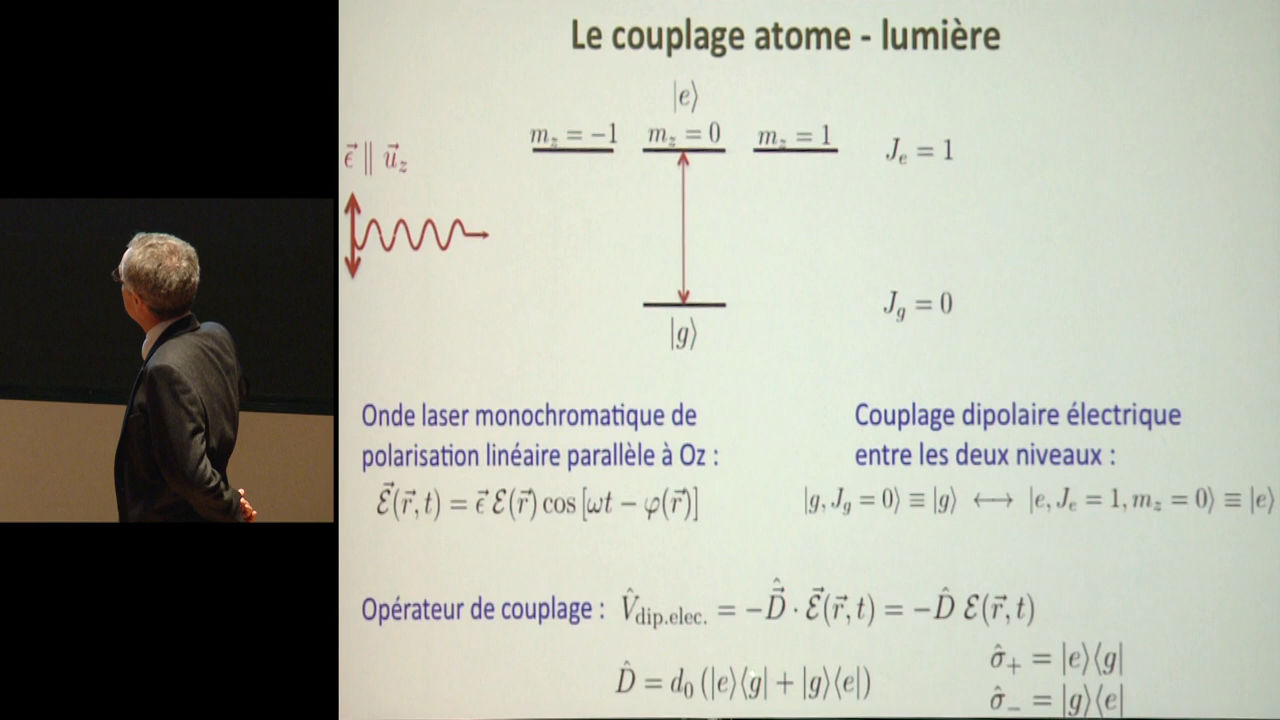 Le couplage atome - lumière
|e⟩
m_z = −1 m_z = 0 m_z = 1 J_e = 1
ε⃗ ∥ u⃗_z
J_g = 0
|g⟩
Onde laser monochromatique de
polarisation linéaire parallèle à Oz :
ℰ⃗(r⃗, t) = ε⃗ ℰ(r⃗) cos [ωt − φ(r⃗)]
Couplage dipolaire électrique
entre les deux niveaux :
|g, J_g = 0⟩ ≡ |g⟩ ⟷ |e, J_e = 1, m_z = 0⟩ ≡ |e⟩
Opérateur de couplage : V̂_dip.elec. = −D⃗̂ · ℰ⃗(r⃗, t) = −D̂ ℰ(r⃗, t)
D̂ = d_0 (|e⟩⟨g| + |g⟩⟨e|)
σ̂_+ = |e⟩⟨g|
σ̂_− = |g⟩⟨e|